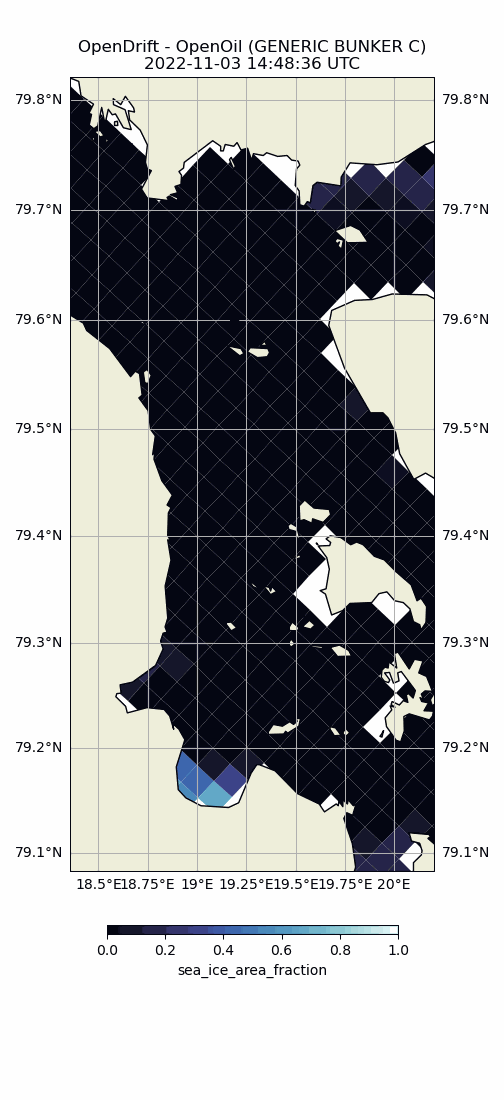 OpenDrift - OpenOil (GENERIC BUNKER C)
2022-11-03 14:48:36 UTC
79.8°N 79.8°N
79.7°N 79.7°N
79.6°N 79.6°N
79.5°N 79.5°N
79.4°N 79.4°N
79.3°N 79.3°N
79.2°N 79.2°N
79.1°N 79.1°N
18.5°E 18.75°E 19°E 19.25°E 19.5°E 19.75°E 20°E
0.0 0.2 0.4 0.6 0.8 1.0
sea_ice_area_fraction